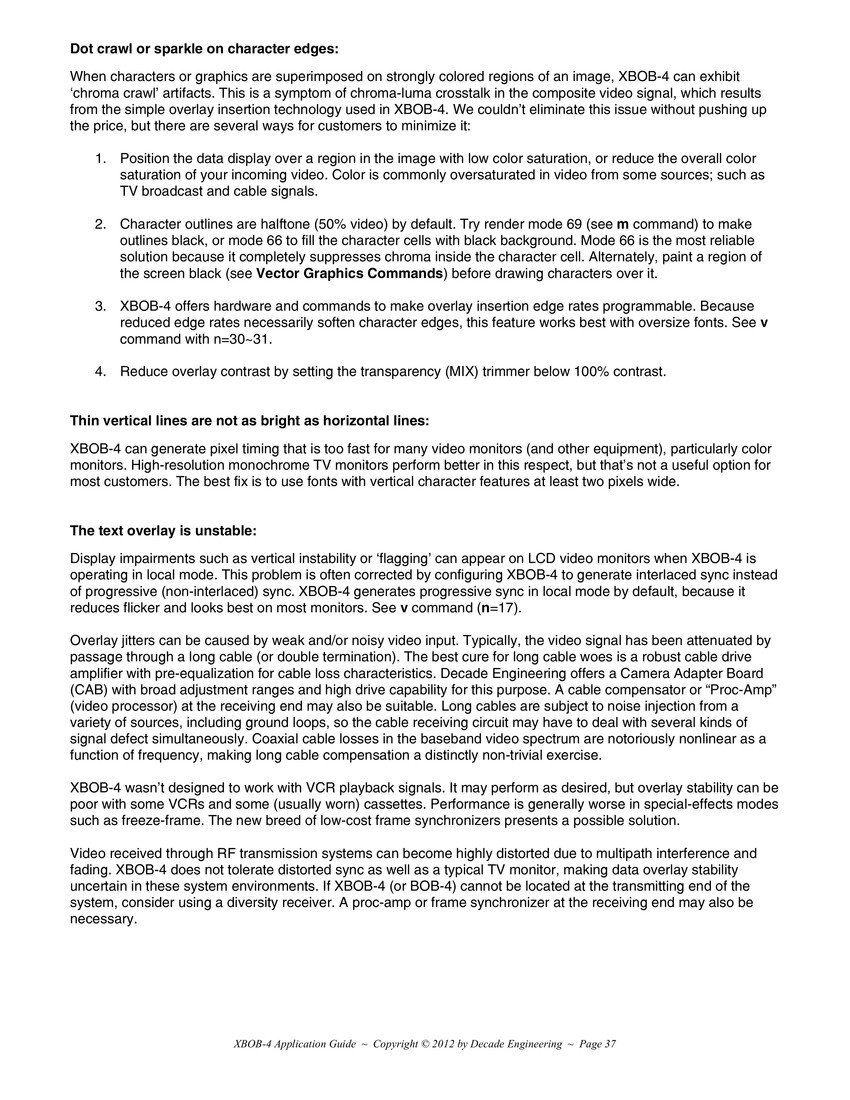 Dot crawl or sparkle on character edges:
When characters or graphics are superimposed on strongly colored regions of an image, XBOB-4 can exhibit
‘chroma crawl’ artifacts. This is a symptom of chroma-luma crosstalk in the composite video signal, which results
from the simple overlay insertion technology used in XBOB-4. We couldn’t eliminate this issue without pushing up
the price, but there are several ways for customers to minimize it:
1. Position the data display over a region in the image with low color saturation, or reduce the overall color
saturation of your incoming video. Color is commonly oversaturated in video from some sources; such as
TV broadcast and cable signals.
2. Character outlines are halftone (50% video) by default. Try render mode 69 (see m command) to make
outlines black, or mode 66 to fill the character cells with black background. Mode 66 is the most reliable
solution because it completely suppresses chroma inside the character cell. Alternately, paint a region of
the screen black (see Vector Graphics Commands) before drawing characters over it.
3. XBOB-4 offers hardware and commands to make overlay insertion edge rates programmable. Because
reduced edge rates necessarily soften character edges, this feature works best with oversize fonts. See v
command with n=30~31.
4. Reduce overlay contrast by setting the transparency (MIX) trimmer below 100% contrast.
Thin vertical lines are not as bright as horizontal lines:
XBOB-4 can generate pixel timing that is too fast for many video monitors (and other equipment), particularly color
monitors. High-resolution monochrome TV monitors perform better in this respect, but that’s not a useful option for
most customers. The best fix is to use fonts with vertical character features at least two pixels wide.
The text overlay is unstable:
Display impairments such as vertical instability or ‘flagging’ can appear on LCD video monitors when XBOB-4 is
operating in local mode. This problem is often corrected by configuring XBOB-4 to generate interlaced sync instead
of progressive (non-interlaced) sync. XBOB-4 generates progressive sync in local mode by default, because it
reduces flicker and looks best on most monitors. See v command (n=17).
Overlay jitters can be caused by weak and/or noisy video input. Typically, the video signal has been attenuated by
passage through a long cable (or double termination). The best cure for long cable woes is a robust cable drive
amplifier with pre-equalization for cable loss characteristics. Decade Engineering offers a Camera Adapter Board
(CAB) with broad adjustment ranges and high drive capability for this purpose. A cable compensator or “Proc-Amp”
(video processor) at the receiving end may also be suitable. Long cables are subject to noise injection from a
variety of sources, including ground loops, so the cable receiving circuit may have to deal with several kinds of
signal defect simultaneously. Coaxial cable losses in the baseband video spectrum are notoriously nonlinear as a
function of frequency, making long cable compensation a distinctly non-trivial exercise.
XBOB-4 wasn’t designed to work with VCR playback signals. It may perform as desired, but overlay stability can be
poor with some VCRs and some (usually worn) cassettes. Performance is generally worse in special-effects modes
such as freeze-frame. The new breed of low-cost frame synchronizers presents a possible solution.
Video received through RF transmission systems can become highly distorted due to multipath interference and
fading. XBOB-4 does not tolerate distorted sync as well as a typical TV monitor, making data overlay stability
uncertain in these system environments. If XBOB-4 (or BOB-4) cannot be located at the transmitting end of the
system, consider using a diversity receiver. A proc-amp or frame synchronizer at the receiving end may also be
necessary.
XBOB-4 Application Guide ~ Copyright © 2012 by Decade Engineering ~ Page 37